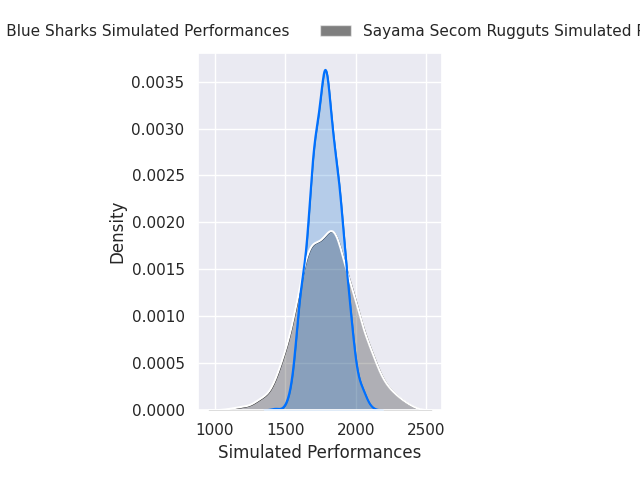 Blue Sharks Simulated Performances
Sayama Secom Rugguts Simulated
0.0035
0.0030
0.0025
0.0020
0.0015
0.0010
0.0005
0.0000
Density
1000 1500 2000 2500
Simulated Performances